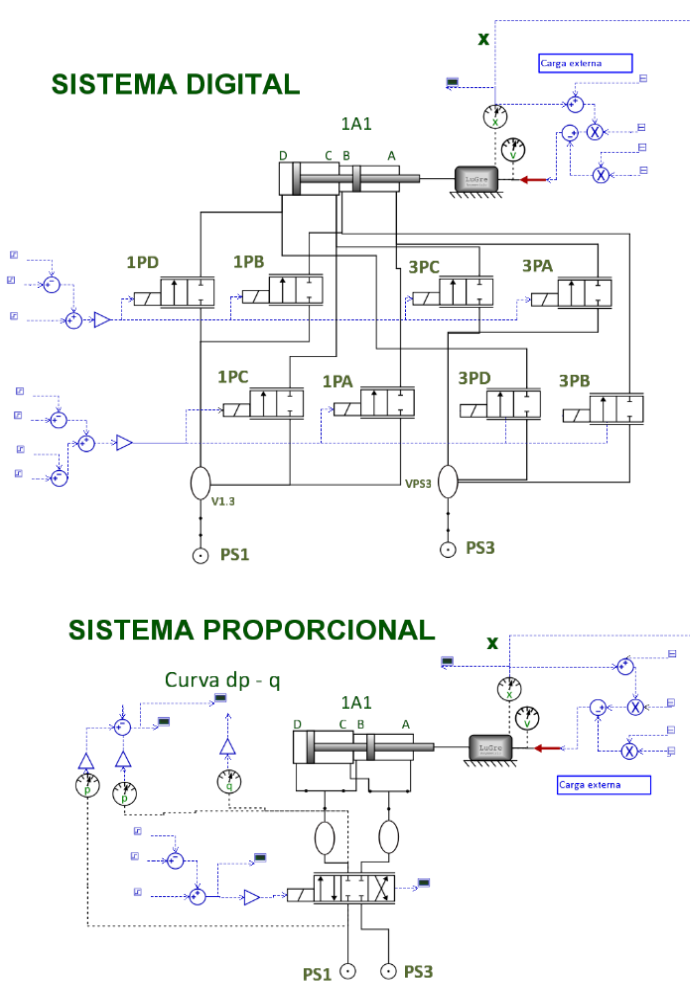 SISTEMA DIGITAL
X
Carga externa
x
v
1A1
D C B A
LuGre
1PD 1PB 3PC 3PA
1PC 1PA 3PD 3PB
V1.3
VPS3
PS1
PS3
SISTEMA PROPORCIONAL
X
Curva dp - q
1A1
D C B A
x
v
LuGre
p
p
q
Carga externa
PS1
PS3